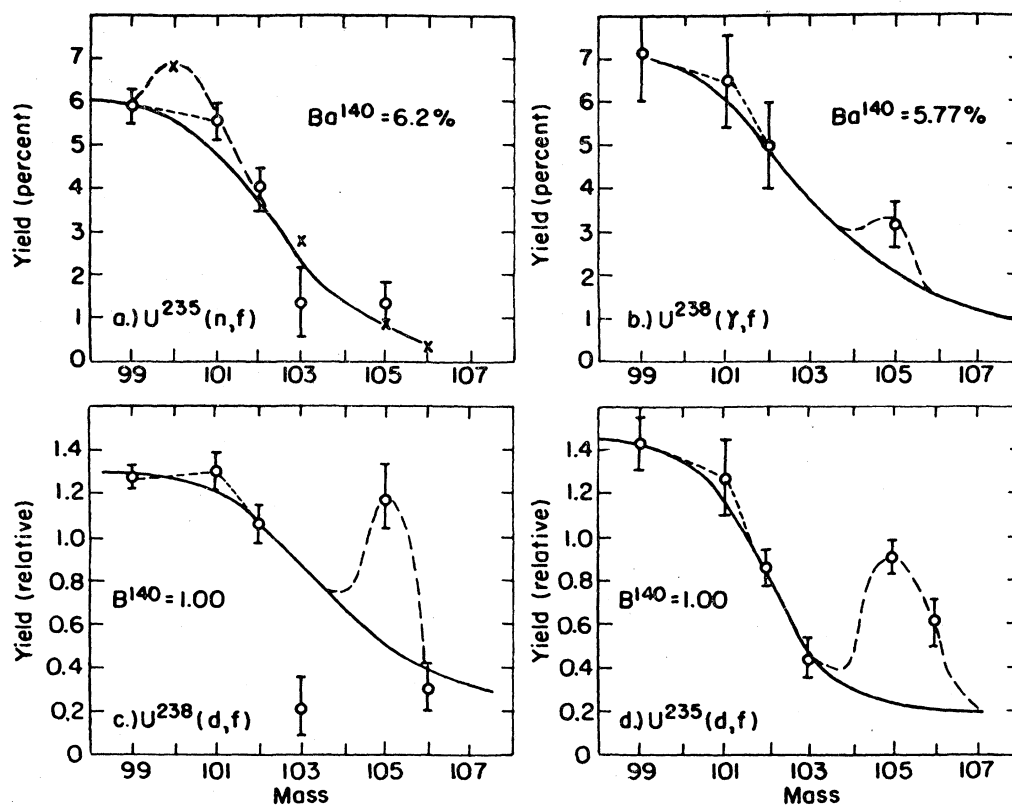 Yield (percent)
7
6
5
4
3
2
1
0
Ba¹⁴⁰=6.2%
a.) U²³⁵(n,f)
99 101 103 105 107
Yield (percent)
7
6
5
4
3
2
1
0
Ba¹⁴⁰=5.77%
b.) U²³⁸(γ,f)
99 101 103 105 107
Yield (relative)
1.4
1.2
1.0
0.8
0.6
0.4
0.2
0
B¹⁴⁰=1.00
c.) U²³⁸(d,f)
99 101 103 105 107
Mass
Yield (relative)
1.4
1.2
1.0
0.8
0.6
0.4
0.2
0
B¹⁴⁰=1.00
d.) U²³⁵(d,f)
99 101 103 105 107
Mass